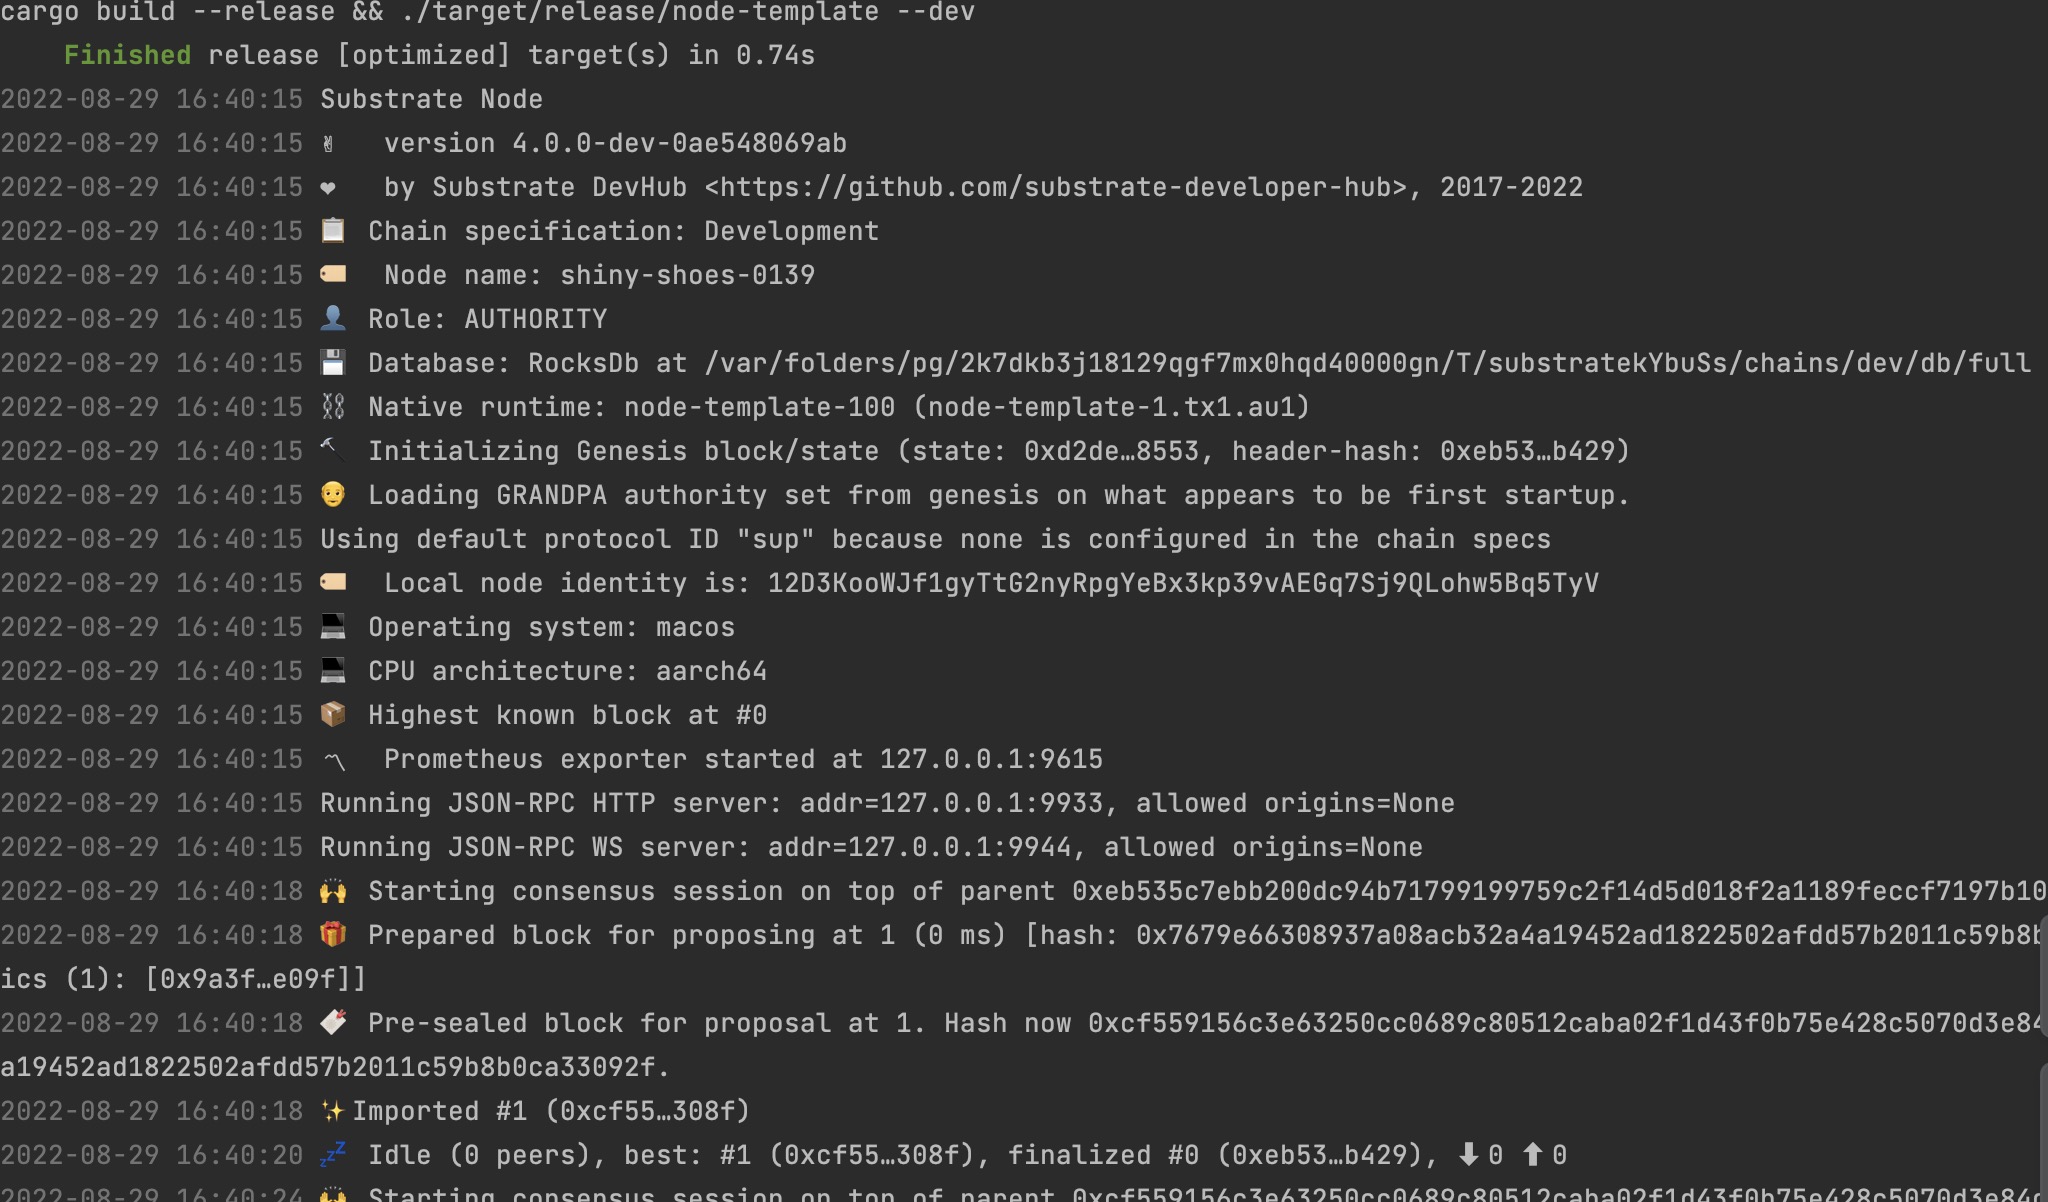 cargo build --release && ./target/release/node-template --dev
    Finished release [optimized] target(s) in 0.74s
2022-08-29 16:40:15 Substrate Node
2022-08-29 16:40:15 ✌️  version 4.0.0-dev-0ae548069ab
2022-08-29 16:40:15 ❤️  by Substrate DevHub <https://github.com/substrate-developer-hub>, 2017-2022
2022-08-29 16:40:15 📋 Chain specification: Development
2022-08-29 16:40:15 🏷  Node name: shiny-shoes-0139
2022-08-29 16:40:15 👤 Role: AUTHORITY
2022-08-29 16:40:15 💾 Database: RocksDb at /var/folders/pg/2k7dkb3j18129qgf7mx0hqd40000gn/T/substratekYbuSs/chains/dev/db/full
2022-08-29 16:40:15 ⛓  Native runtime: node-template-100 (node-template-1.tx1.au1)
2022-08-29 16:40:15 🔨 Initializing Genesis block/state (state: 0xd2de…8553, header-hash: 0xeb53…b429)
2022-08-29 16:40:15 👴 Loading GRANDPA authority set from genesis on what appears to be first startup.
2022-08-29 16:40:15 Using default protocol ID "sup" because none is configured in the chain specs
2022-08-29 16:40:15 🏷  Local node identity is: 12D3KooWJf1gyTtG2nyRpgYeBx3kp39vAEGq7Sj9QLohw5Bq5TyV
2022-08-29 16:40:15 💻 Operating system: macos
2022-08-29 16:40:15 💻 CPU architecture: aarch64
2022-08-29 16:40:15 📦 Highest known block at #0
2022-08-29 16:40:15 〽️  Prometheus exporter started at 127.0.0.1:9615
2022-08-29 16:40:15 Running JSON-RPC HTTP server: addr=127.0.0.1:9933, allowed origins=None
2022-08-29 16:40:15 Running JSON-RPC WS server: addr=127.0.0.1:9944, allowed origins=None
2022-08-29 16:40:18 🙌 Starting consensus session on top of parent 0xeb535c7ebb200dc94b71799199759c2f14d5d018f2a1189feccf7197b10
2022-08-29 16:40:18 🎁 Prepared block for proposing at 1 (0 ms) [hash: 0x7679e66308937a08acb32a4a19452ad1822502afdd57b2011c59b8b
ics (1): [0x9a3f…e09f]]
2022-08-29 16:40:18 🔖 Pre-sealed block for proposal at 1. Hash now 0xcf559156c3e63250cc0689c80512caba02f1d43f0b75e428c5070d3e84
a19452ad1822502afdd57b2011c59b8b0ca33092f.
2022-08-29 16:40:18 ✨ Imported #1 (0xcf55…308f)
2022-08-29 16:40:20 💤 Idle (0 peers), best: #1 (0xcf55…308f), finalized #0 (0xeb53…b429), ⬇ 0 ⬆ 0
2022-08-29 16:40:24 🙌 Starting consensus session on top of parent 0xcf559156c3e63250cc0689c80512caba02f1d43f0b75e428c5070d3e84